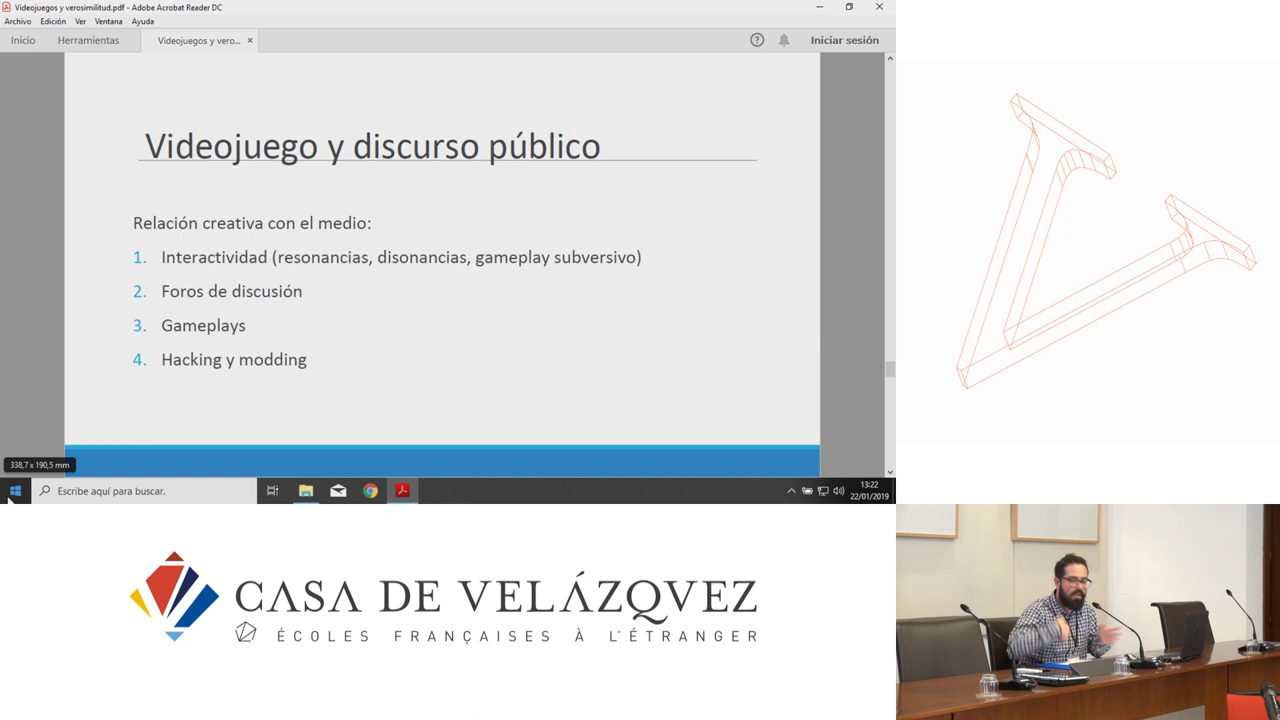 Videojuegos y verosimilitud.pdf - Adobe Acrobat Reader DC
Archivo Edición Ver Ventana Ayuda
Inicio Herramientas Videojuegos y vero... Iniciar sesión
Videojuego y discurso público
Relación creativa con el medio:
1. Interactividad (resonancias, disonancias, gameplay subversivo)
2. Foros de discusión
3. Gameplays
4. Hacking y modding
338,7 x 190,5 mm
Escribe aquí para buscar.
13:22
22/01/2019
CASA DE VELÁZQVEZ
ÉCOLES FRANÇAISES À L'ÉTRANGER